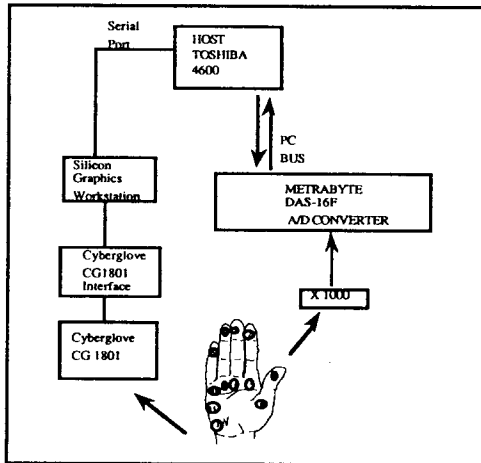 Serial
Port
HOST
TOSHIBA
4600
PC
BUS
Silicon
Graphics
Workstation
METRABYTE
DAS-16F
A/D CONVERTER
Cyberglove
CG1801
Interface
X 1000
Cyberglove
CG 1801